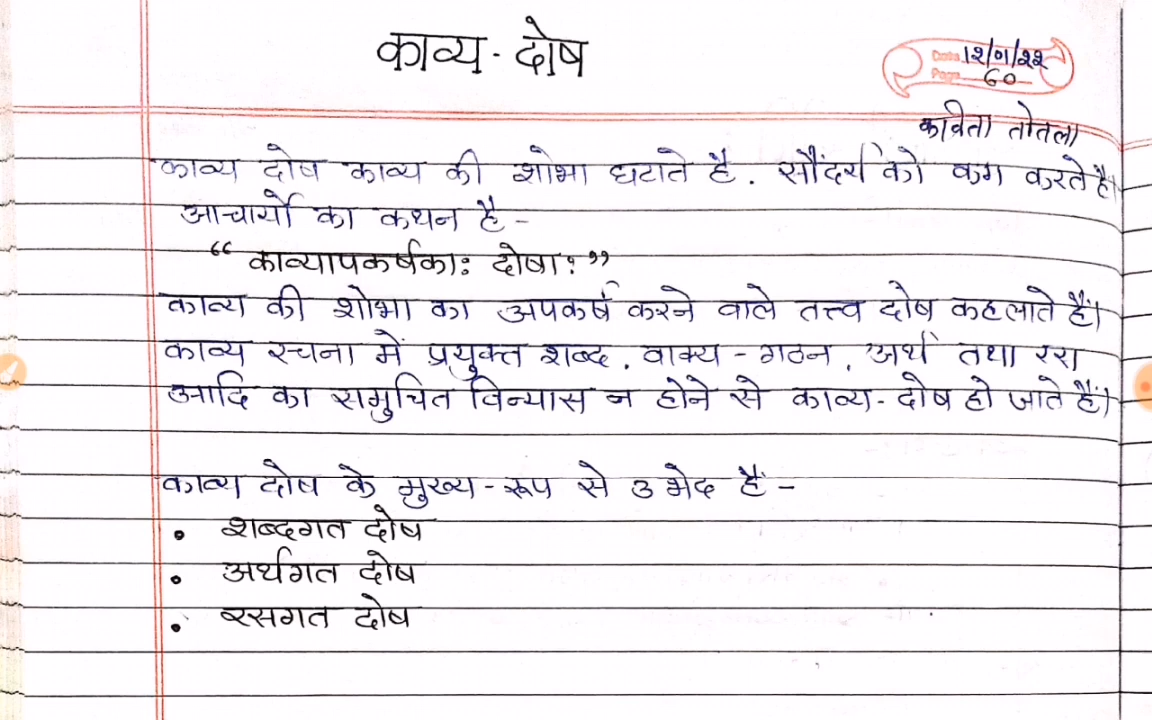 काव्य - दोष
Date 12/01/22
Page 60
कविता तोतला
काव्य दोष काव्य की शोभा घटाते है. सौंदर्य को कम करते है।
आचार्यो का कथन है -
“ काव्यापकर्षकाः दोषाः ”
काव्य की शोभा का अपकर्ष करने वाले तत्त्व दोष कहलाते हैं।
काव्य रचना में प्रयुक्त शब्द, वाक्य - गठन, अर्थ तथा रस
आदि का समुचित विन्यास न होने से काव्य - दोष हो जाते हैं।
काव्य दोष के मुख्य - रूप से 3 भेद हैं -
• शब्दगत दोष
• अर्थगत दोष
• रसगत दोष